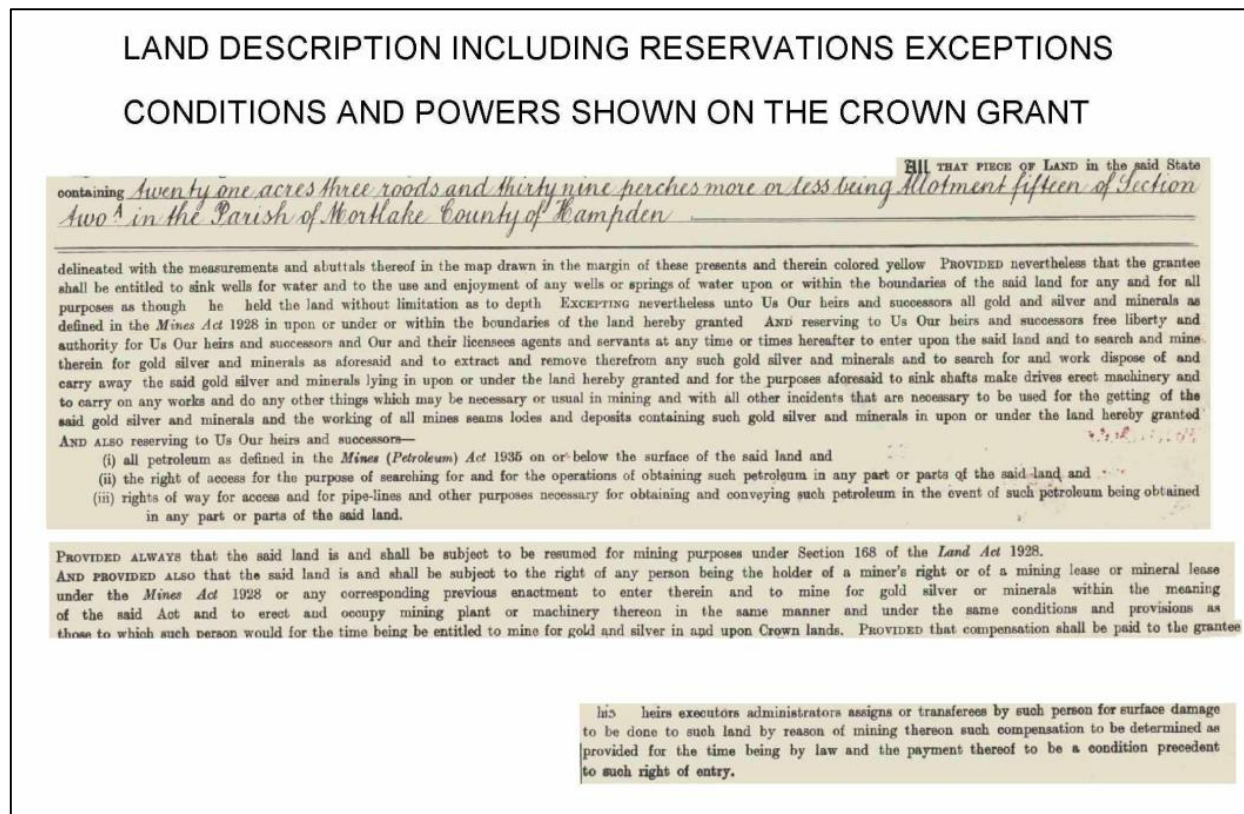 LAND DESCRIPTION INCLUDING RESERVATIONS EXCEPTIONS
CONDITIONS AND POWERS SHOWN ON THE CROWN GRANT
All THAT PIECE OF LAND in the said State
containing twenty one acres three roods and thirty nine perches more or less being Allotment fifteen of Section
two A in the Parish of Mortlake County of Hampden
delineated with the measurements and abuttals thereof in the map drawn in the margin of these presents and therein colored yellow PROVIDED nevertheless that the grantee
shall be entitled to sink wells for water and to the use and enjoyment of any wells or springs of water upon or within the boundaries of the said land for any and for all
purposes as though he held the land without limitation as to depth EXCEPTING nevertheless unto Us Our heirs and successors all gold and silver and minerals as
defined in the Mines Act 1928 in upon or under or within the boundaries of the land hereby granted AND reserving to Us Our heirs and successors free liberty and
authority for Us Our heirs and successors and Our and their licensees agents and servants at any time or times hereafter to enter upon the said land and to search and mine
therein for gold silver and minerals as aforesaid and to extract and remove therefrom any such gold silver and minerals and to search for and work dispose of and
carry away the said gold silver and minerals lying in upon or under the land hereby granted and for the purposes aforesaid to sink shafts make drives erect machinery and
to carry on any works and do any other things which may be necessary or usual in mining and with all other incidents that are necessary to be used for the getting of the
said gold silver and minerals and the working of all mines seams lodes and deposits containing such gold silver and minerals in upon or under the land hereby granted
AND ALSO reserving to Us Our heirs and successors—
(i) all petroleum as defined in the Mines (Petroleum) Act 1935 on or below the surface of the said land and
(ii) the right of access for the purpose of searching for and for the operations of obtaining such petroleum in any part or parts of the said land and
(iii) rights of way for access and for pipe-lines and other purposes necessary for obtaining and conveying such petroleum in the event of such petroleum being obtained
in any part or parts of the said land.
PROVIDED ALWAYS that the said land is and shall be subject to be resumed for mining purposes under Section 168 of the Land Act 1928.
AND PROVIDED ALSO that the said land is and shall be subject to the right of any person being the holder of a miner's right or of a mining lease or mineral lease
under the Mines Act 1928 or any corresponding previous enactment to enter therein and to mine for gold silver or minerals within the meaning
of the said Act and to erect and occupy mining plant or machinery thereon in the same manner and under the same conditions and provisions as
those to which such person would for the time being be entitled to mine for gold and silver in and upon Crown lands. PROVIDED that compensation shall be paid to the grantee
his heirs executors administrators assigns or transferees by such person for surface damage
to be done to such land by reason of mining thereon such compensation to be determined as
provided for the time being by law and the payment thereof to be a condition precedent
to such right of entry.